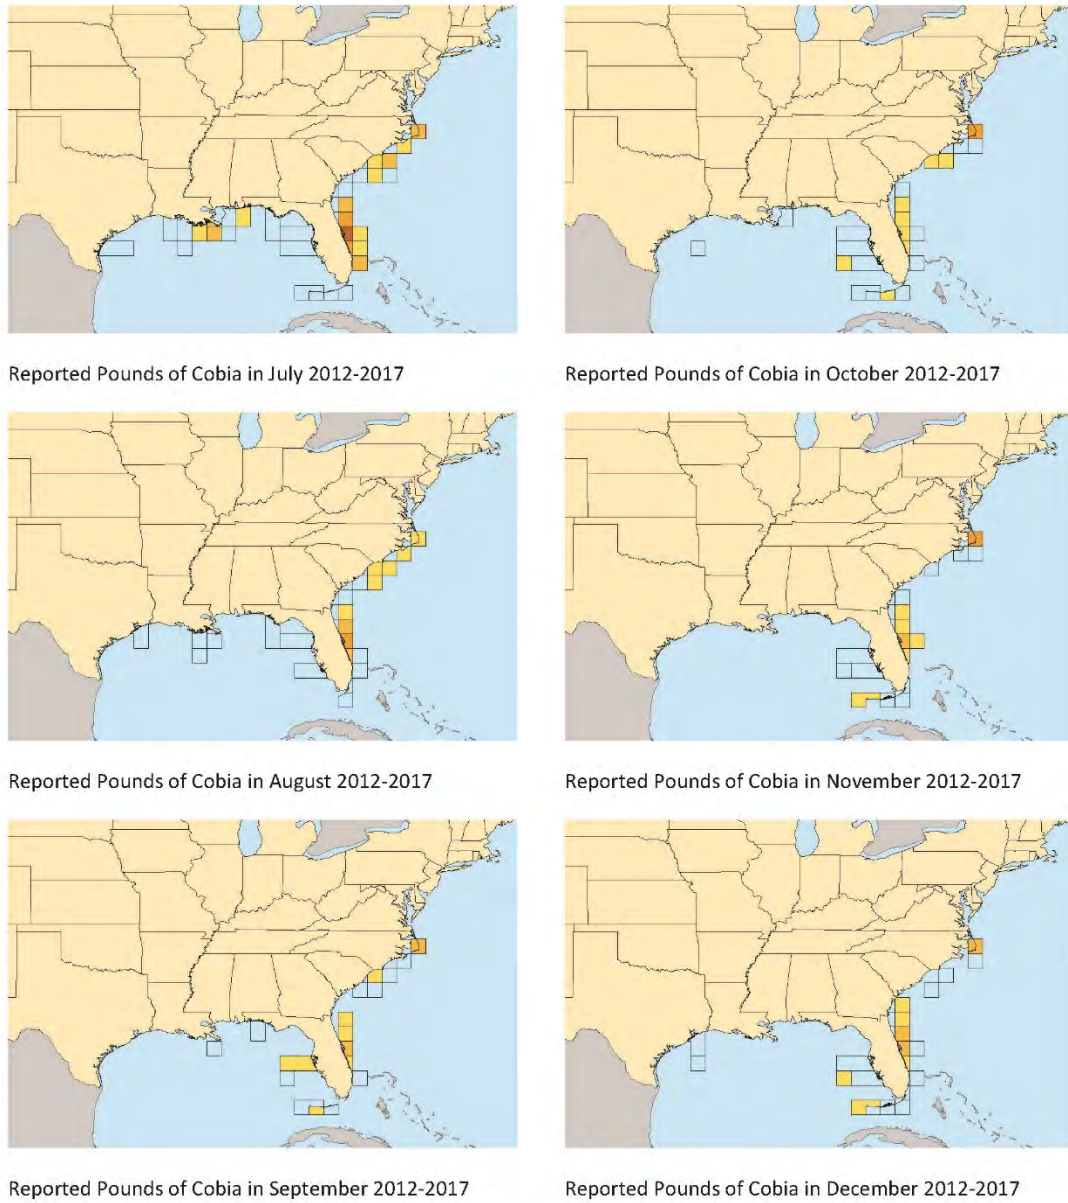 Reported Pounds of Cobia in July 2012-2017
Reported Pounds of Cobia in October 2012-2017
Reported Pounds of Cobia in August 2012-2017
Reported Pounds of Cobia in November 2012-2017
Reported Pounds of Cobia in September 2012-2017
Reported Pounds of Cobia in December 2012-2017